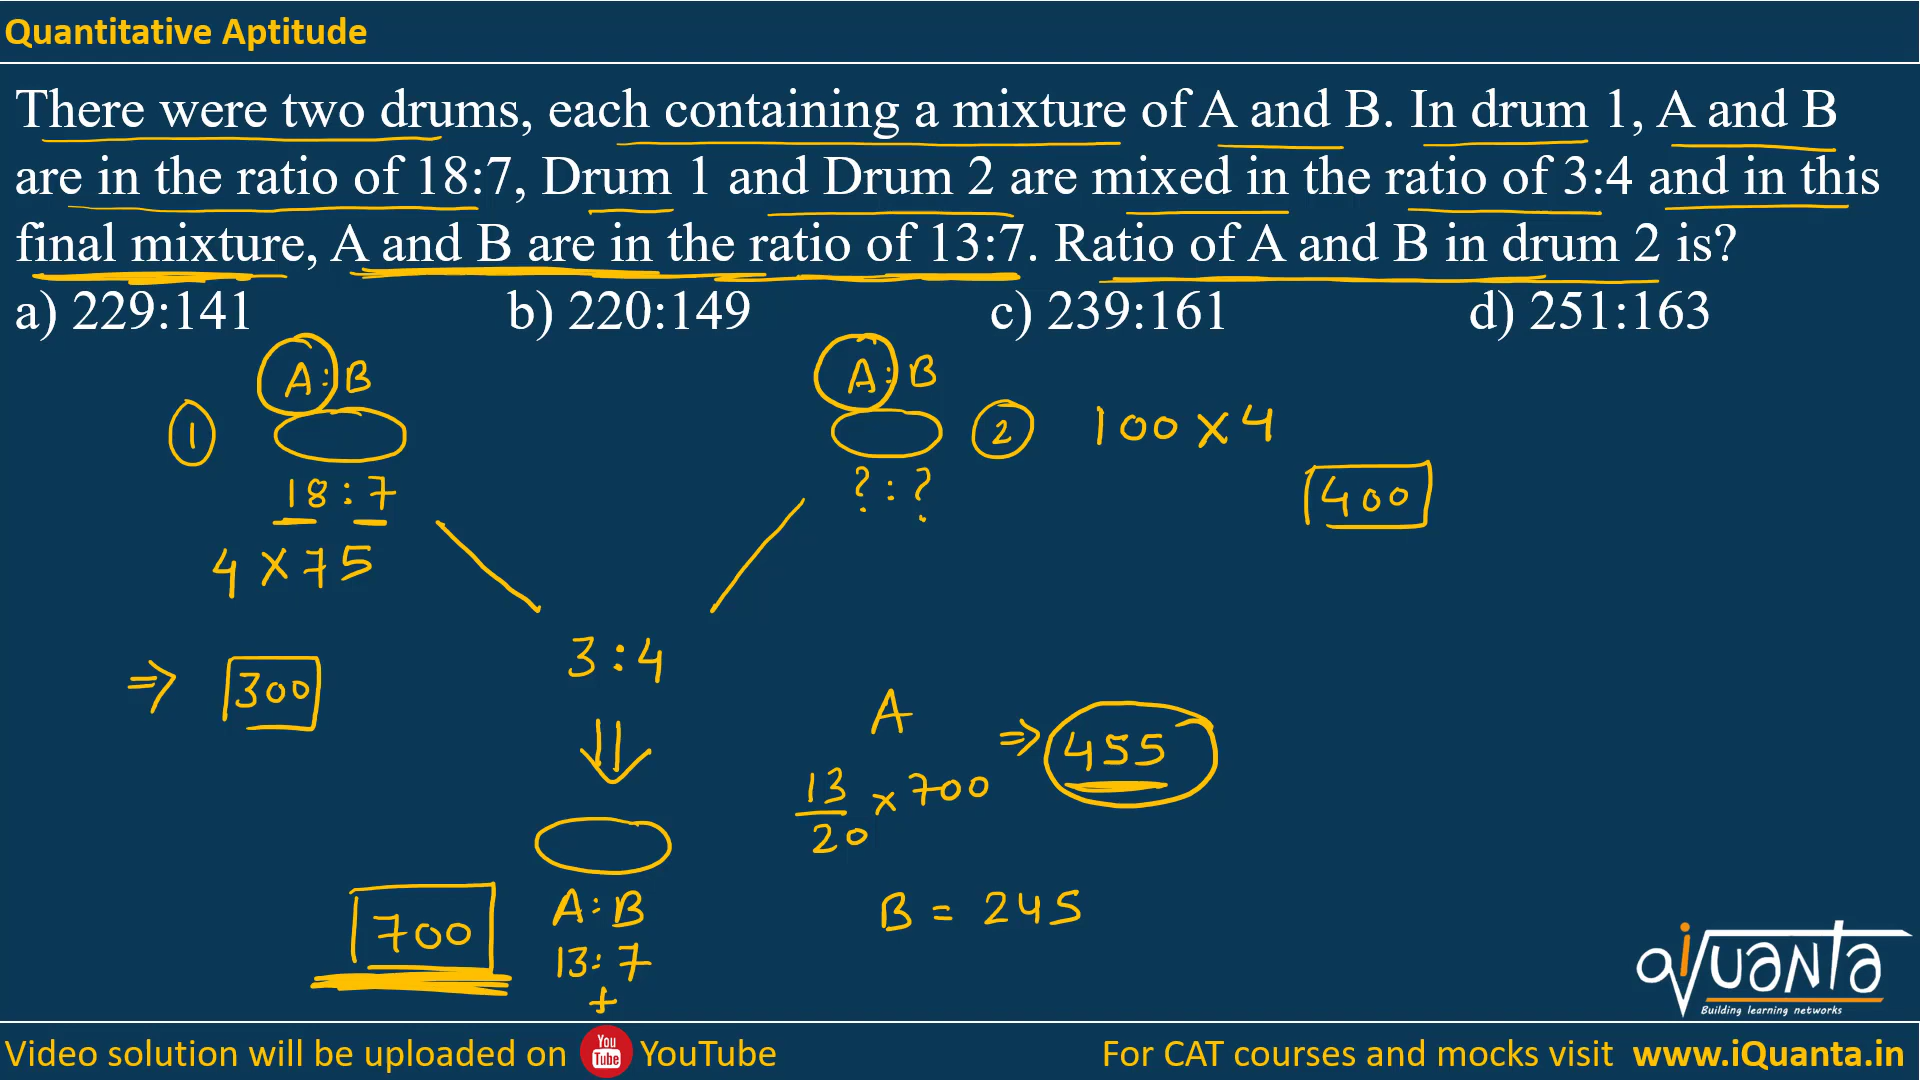 Quantitative Aptitude
There were two drums, each containing a mixture of A and B. In drum 1, A and B
are in the ratio of 18:7, Drum 1 and Drum 2 are mixed in the ratio of 3:4 and in this
final mixture, A and B are in the ratio of 13:7. Ratio of A and B in drum 2 is?
a) 229:141 b) 220:149 c) 239:161 d) 251:163
A : B A : B
1 2 100 × 4
18 : 7 ? : ? 400
4 × 75
3 : 4
⇒ 300
A ⇒ 455
13/20 × 700
A : B B = 245
700
13 : 7
+
iQuanta
Building learning networks
Video solution will be uploaded on You Tube YouTube For CAT courses and mocks visit www.iQuanta.in